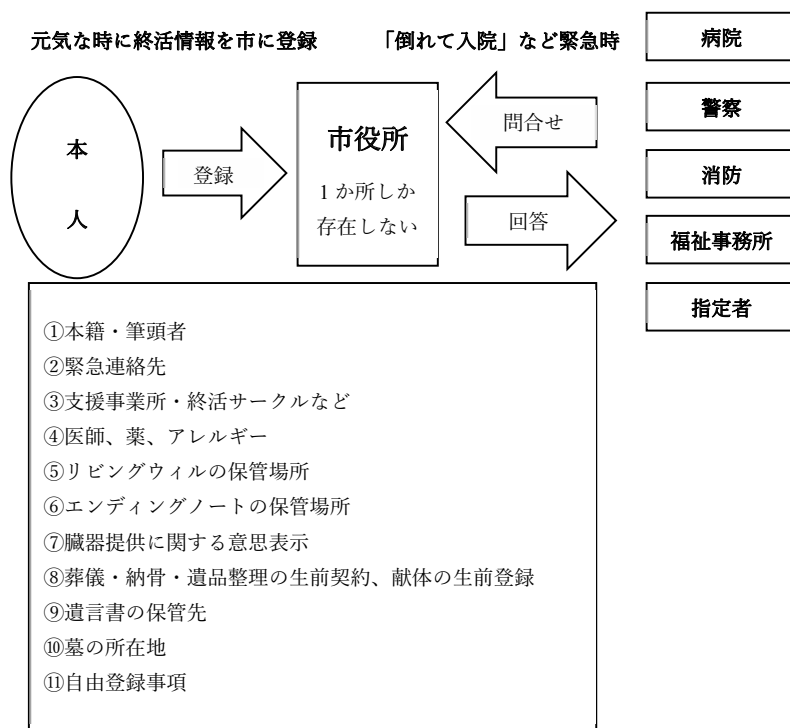 元気な時に終活情報を市に登録
「倒れて入院」など緊急時
本
人
登録
市役所
1か所しか
存在しない
問合せ
回答
病院
警察
消防
福祉事務所
指定者
①本籍・筆頭者
②緊急連絡先
③支援事業所・終活サークルなど
④医師、薬、アレルギー
⑤リビングウィルの保管場所
⑥エンディングノートの保管場所
⑦臓器提供に関する意思表示
⑧葬儀・納骨・遺品整理の生前契約、献体の生前登録
⑨遺言書の保管先
⑩墓の所在地
⑪自由登録事項